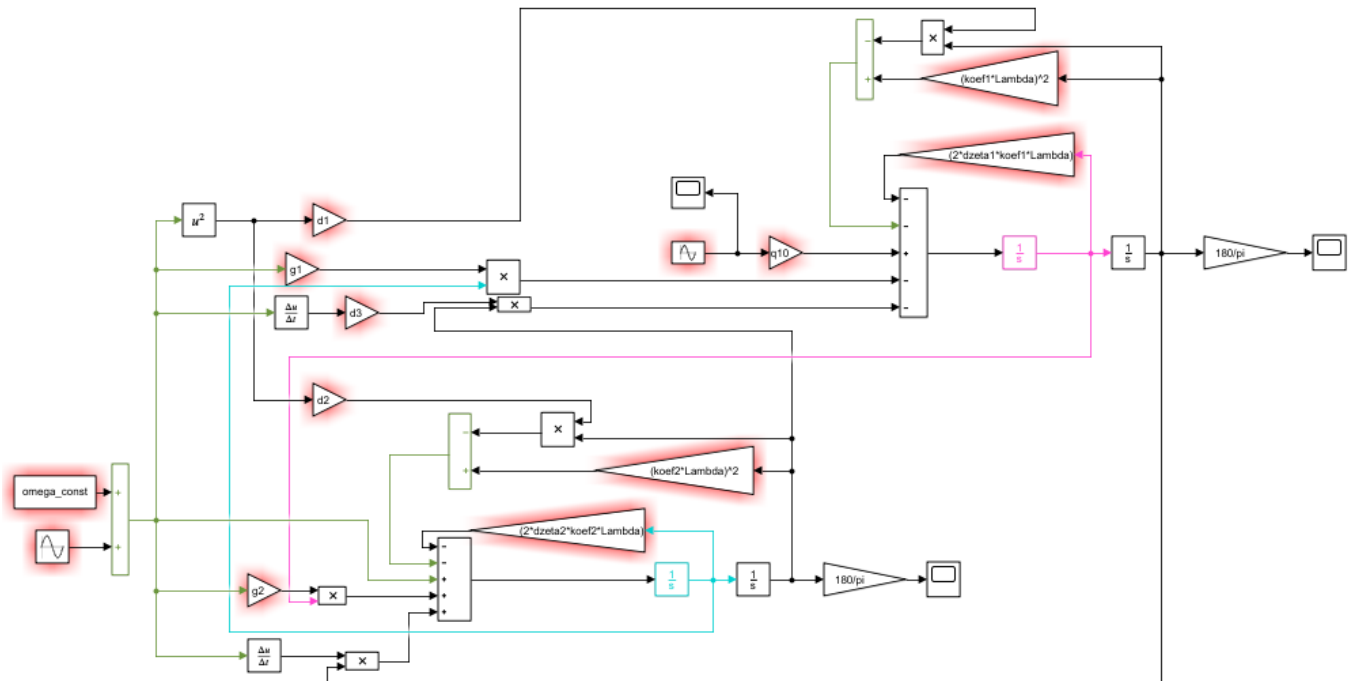 ×
−
+
(koef1*Lambda)^2
(2*dzeta1*koef1*Lambda)
u²
d1
-
-
+
-
-
q10
1/s
1/s
180/pi
g1
×
Δu/Δt
d3
×
d2
×
−
+
(koef2*Lambda)^2
omega_const
+
+
(2*dzeta2*koef2*Lambda)
-
-
+
+
+
1/s
1/s
180/pi
g2
×
Δu/Δt
×